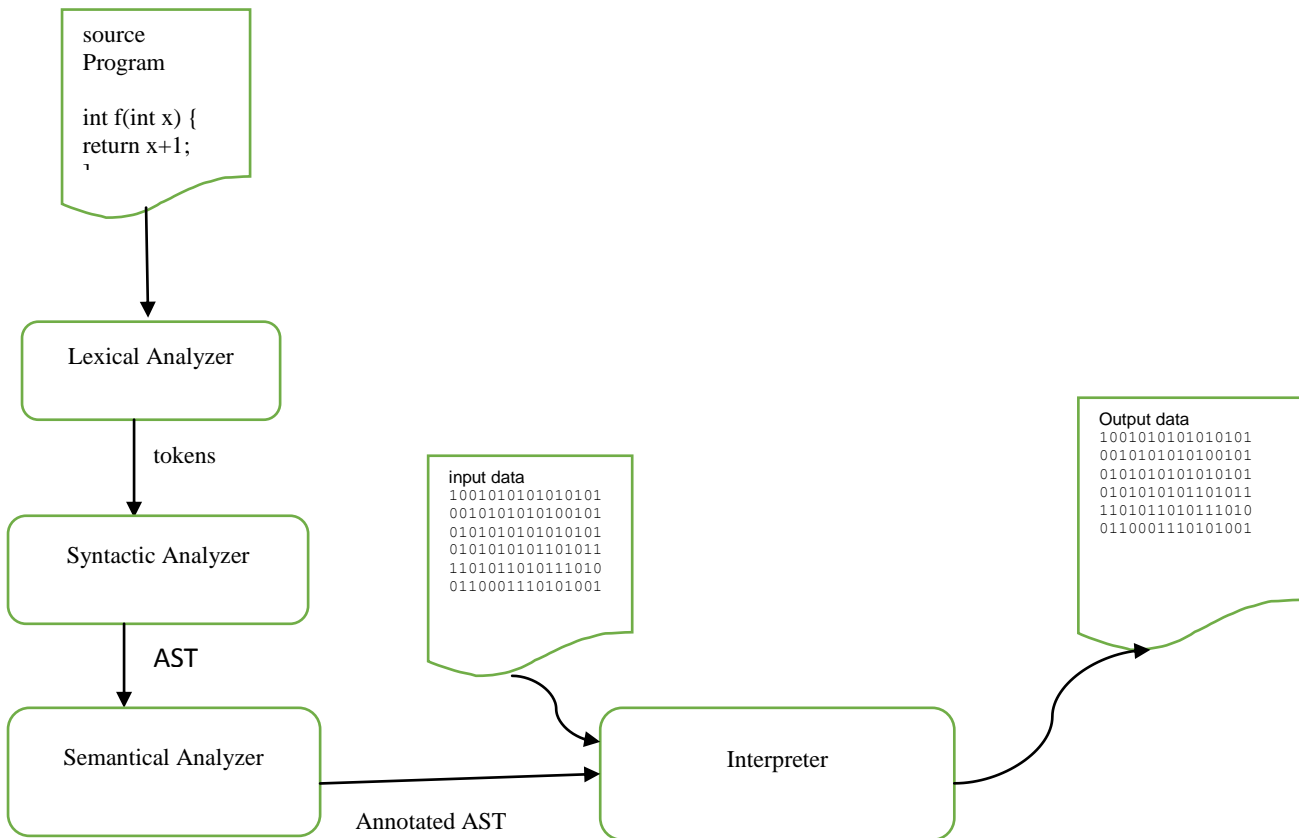 source
Program
int f(int x) {
return x+1;
Lexical Analyzer
tokens
Syntactic Analyzer
AST
Semantical Analyzer
Annotated AST
input data
1001010101010101
0010101010100101
0101010101010101
0101010101101011
1101011010111010
0110001110101001
Interpreter
Output data
1001010101010101
0010101010100101
0101010101010101
0101010101101011
1101011010111010
0110001110101001